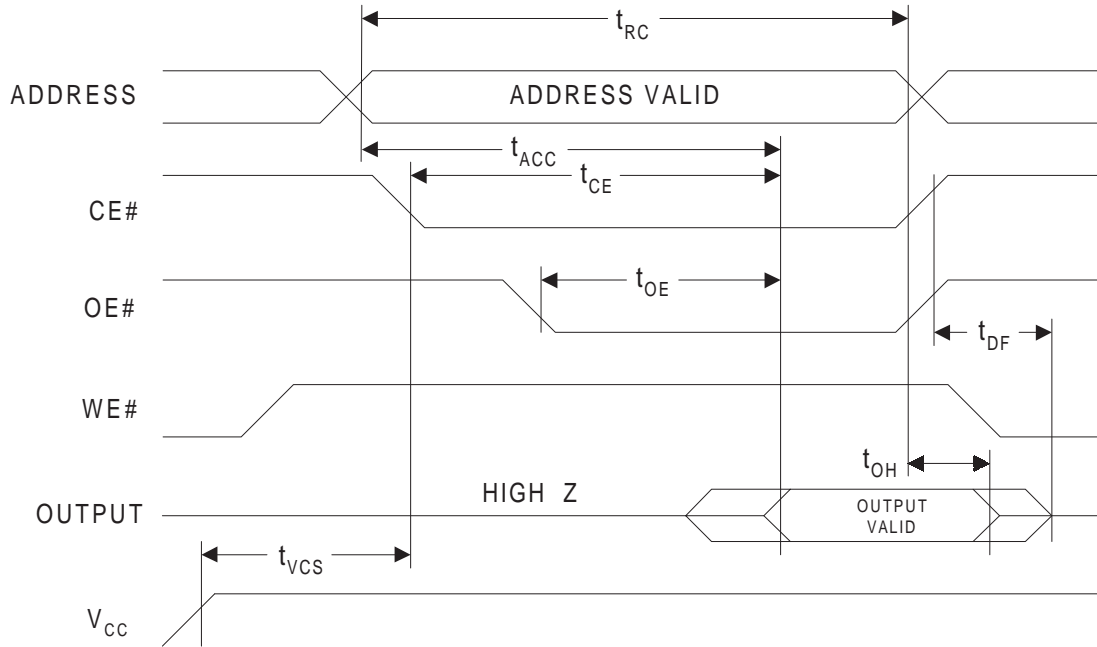 tRC
ADDRESS
ADDRESS VALID
tACC
tCE
CE#
tOE
OE#
tDF
WE#
tOH
HIGH Z
OUTPUT
OUTPUT
VALID
tVCS
VCC